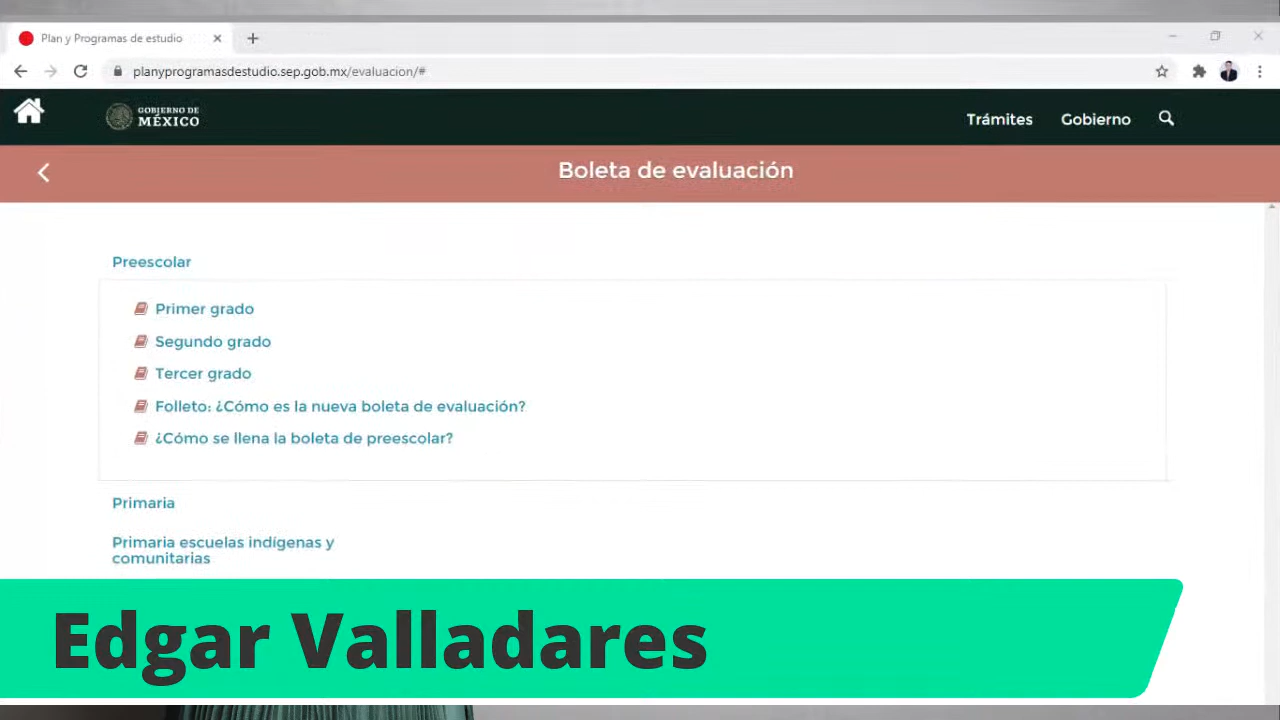 Plan y Programas de estudio
planyprogramasdestudio.sep.gob.mx/evaluacion/#
GOBIERNO DE
MÉXICO
Trámites
Gobierno
Boleta de evaluación
Preescolar
Primer grado
Segundo grado
Tercer grado
Folleto: ¿Cómo es la nueva boleta de evaluación?
¿Cómo se llena la boleta de preescolar?
Primaria
Primaria escuelas indígenas y
comunitarias
Edgar Valladares